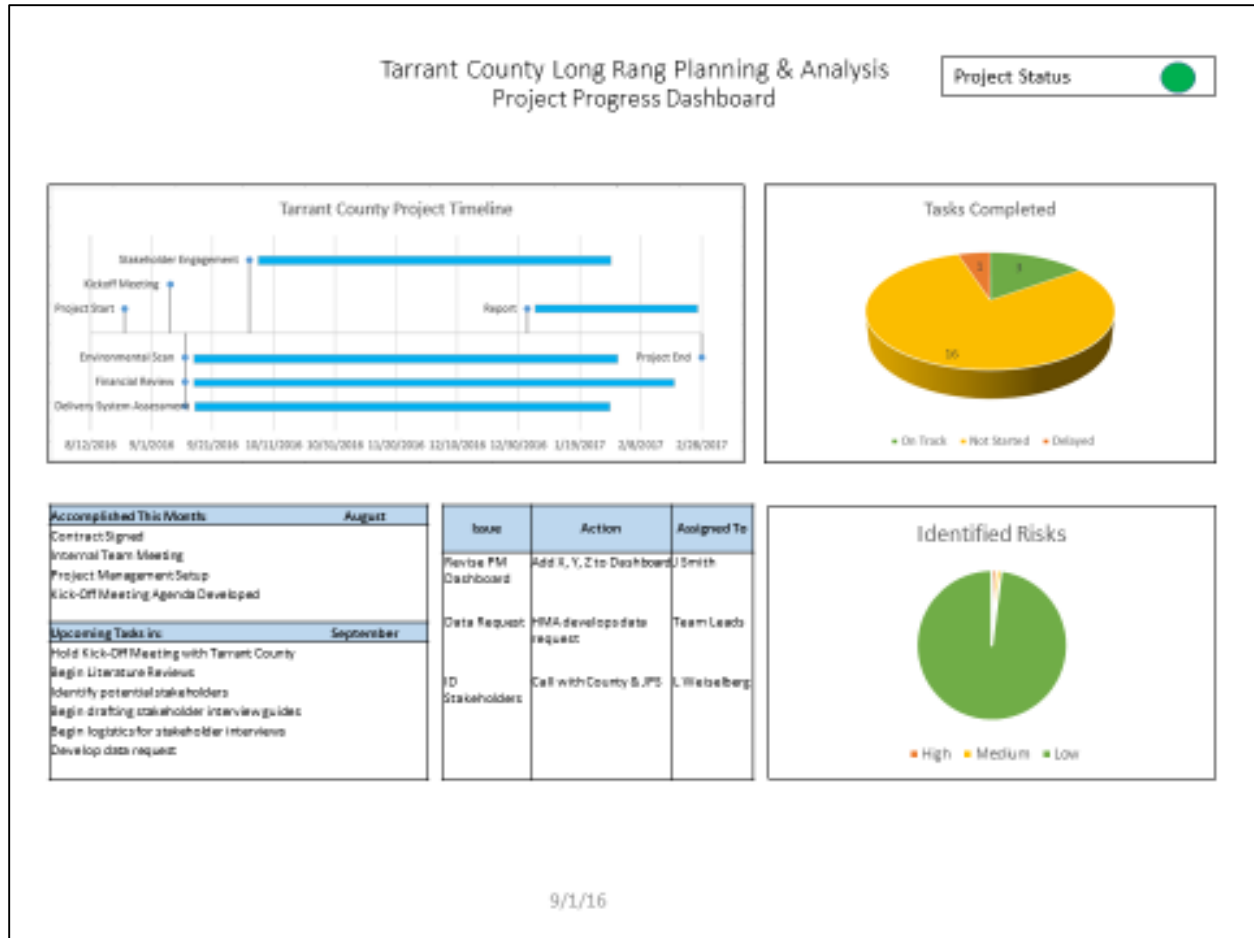 Tarrant County Long Rang Planning & Analysis
Project Progress Dashboard
Project Status
Tarrant County Project Timeline
Stakeholder Engagement
Kickoff Meeting
Project Start
Report
Environmental Scan
Project End
Financial Review
Delivery System Assessment
8/12/2016 9/1/2016 9/21/2016 10/11/2016 10/31/2016 11/20/2016 12/10/2016 12/30/2016 1/19/2017 2/8/2017 2/28/2017
Tasks Completed
1 3
16
On Track Not Started Delayed
Accomplished This Month: August
Contract Signed
Internal Team Meeting
Project Management Setup
Kick-Off Meeting Agenda Developed
Upcoming Tasks in: September
Hold Kick-Off Meeting with Tarrant County
Begin Literature Reviews
Identify potential stakeholders
Begin drafting stakeholder interview guides
Begin logistics for stakeholder interviews
Develop data request
Issue Action Assigned To
Revise PM Add X, Y, Z to Dashboard J Smith
Dashboard
Data Request HMA develops data Team Leads
request
ID Call with County & JPS L Weiselberg
Stakeholders
Identified Risks
High Medium Low
9/1/16